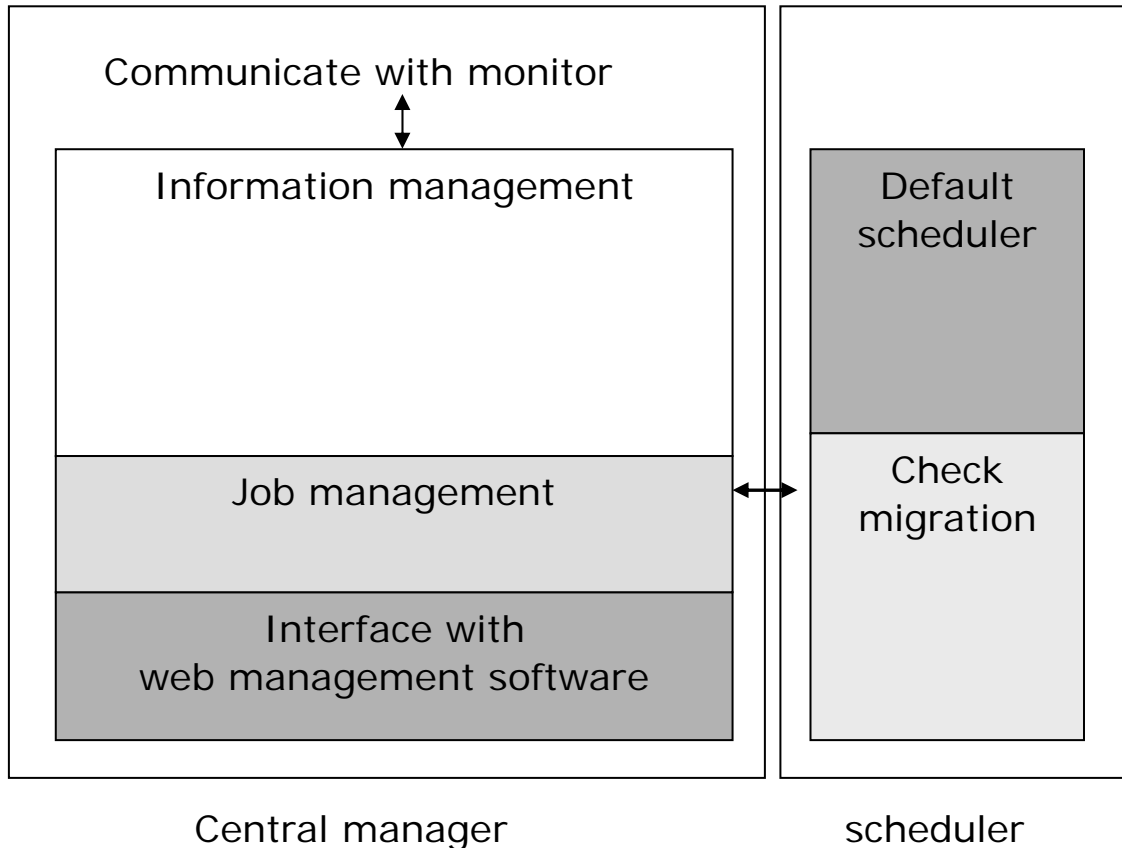 Communicate with monitor
Information management
Job management
Interface with
web management software
Default
scheduler
Check
migration
Central manager
scheduler